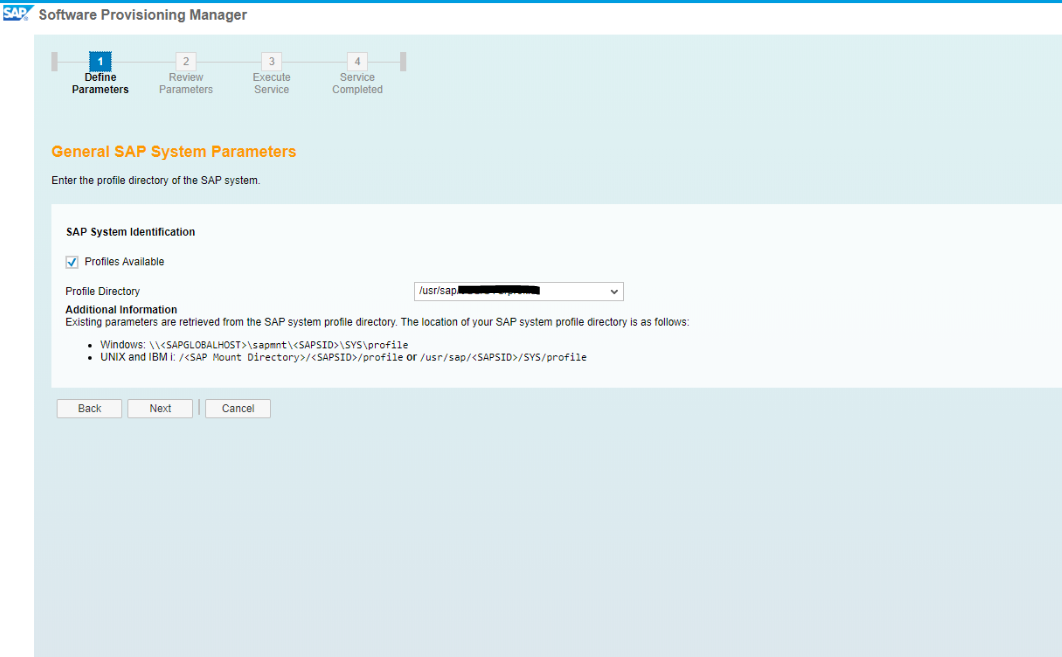 SAP Software Provisioning Manager
1 2 3 4
Define Review Execute Service
Parameters Parameters Service Completed
General SAP System Parameters
Enter the profile directory of the SAP system.
SAP System Identification
Profiles Available
Profile Directory /usr/sap/
Additional Information
Existing parameters are retrieved from the SAP system profile directory. The location of your SAP system profile directory is as follows:
• Windows: \\<SAPGLOBALHOST>\sapmnt\<SAPSID>\SYS\profile
• UNIX and IBM i: /<SAP Mount Directory>/<SAPSID>/profile or /usr/sap/<SAPSID>/SYS/profile
Back Next Cancel